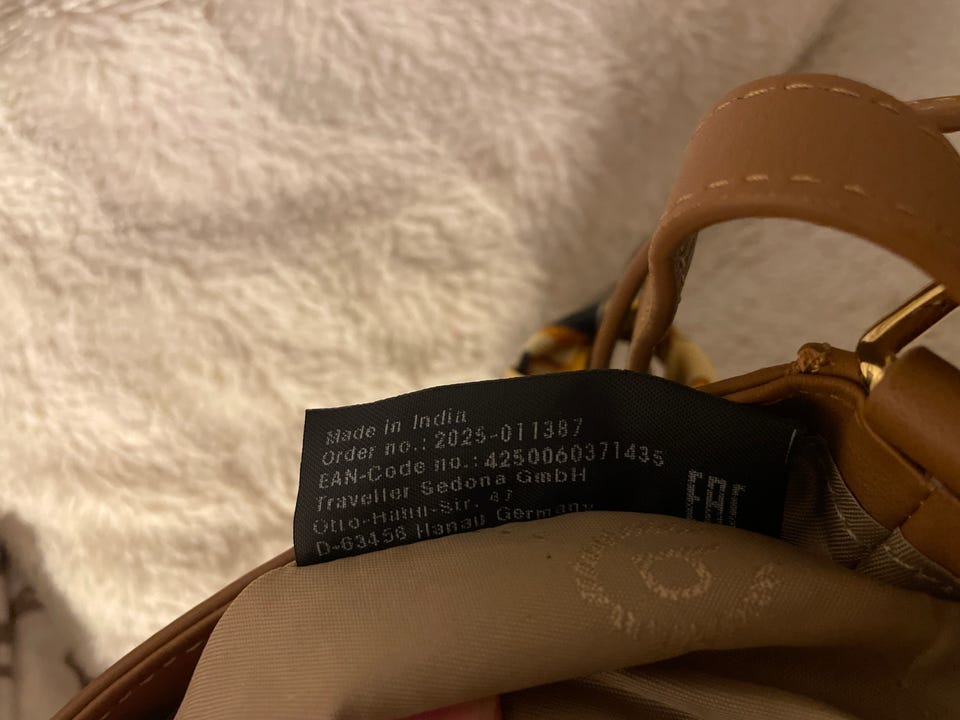 Made in India
Order no.: 2025-011387
EAN-Code no.: 4250060371435
Traveller Sedona GmbH
Otto-Hahn-Str. 47
D-63456 Hanau Germany
EAC